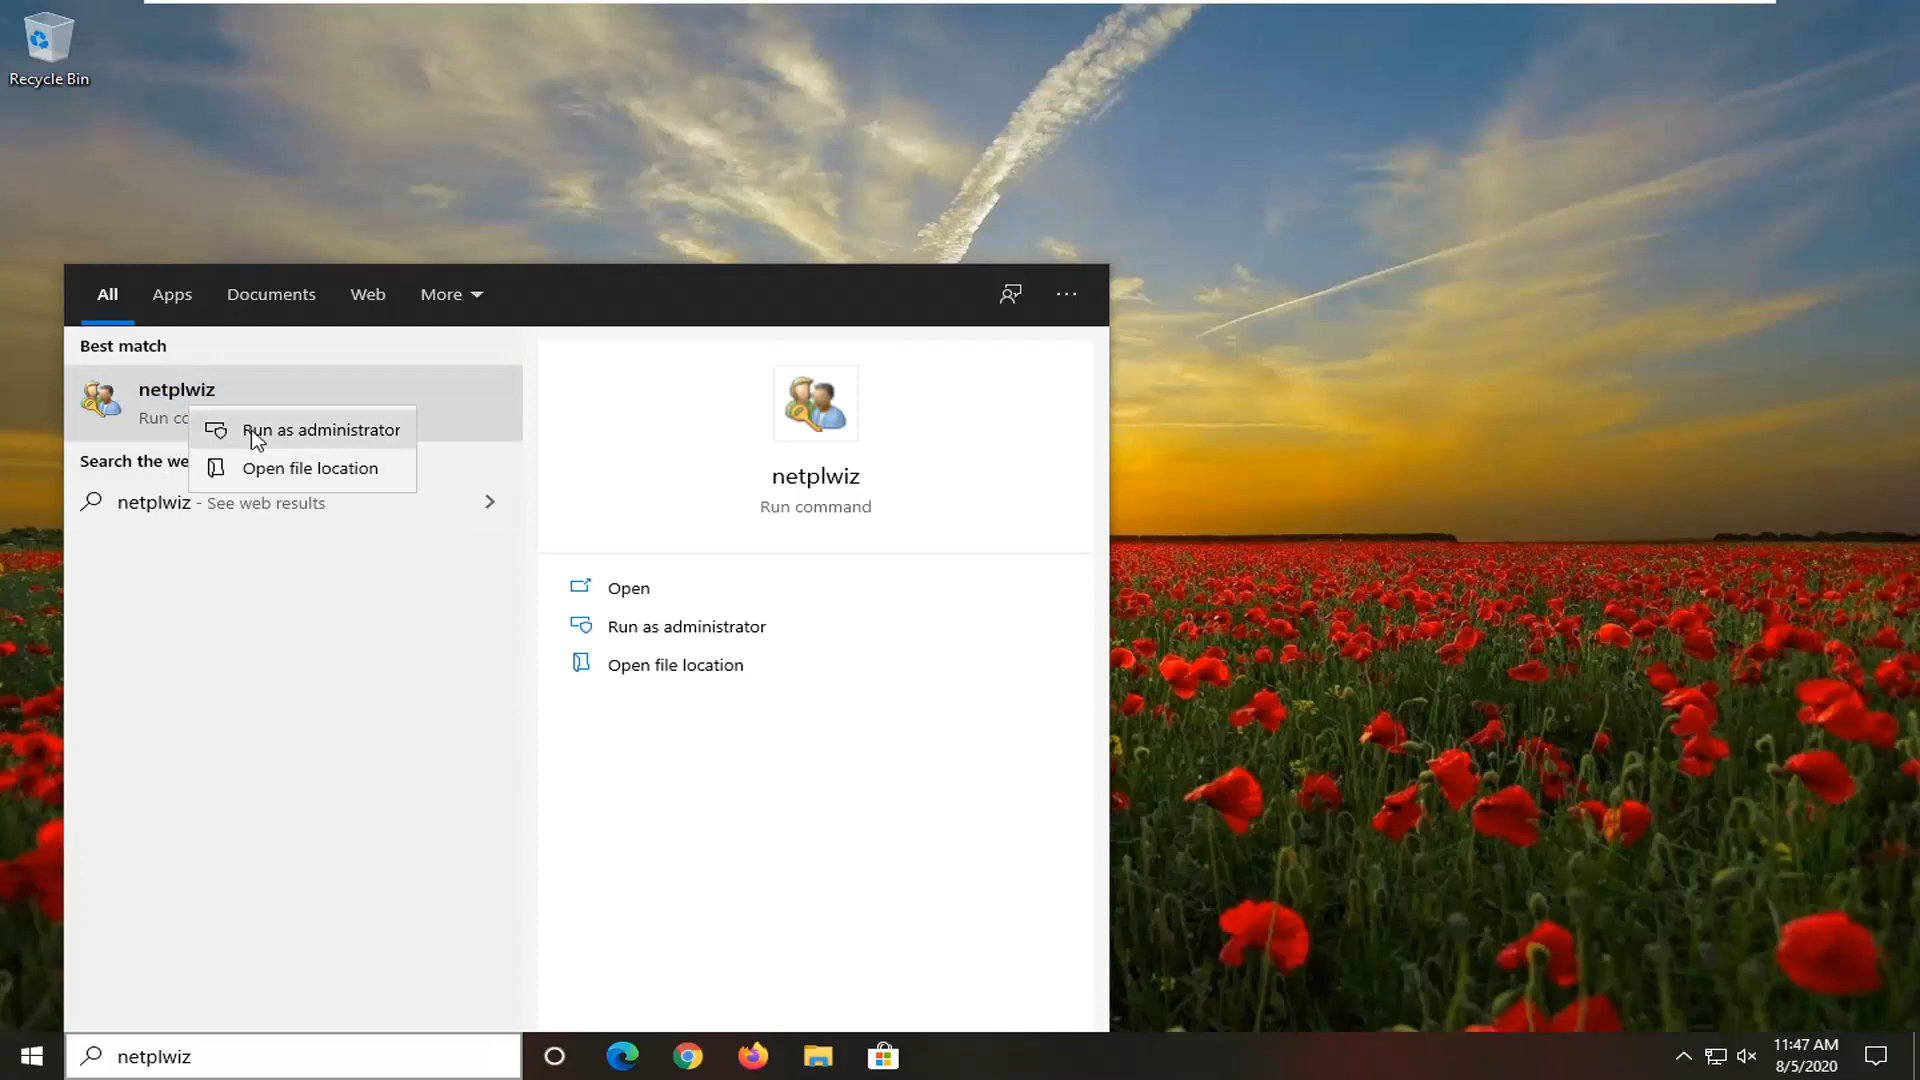 Recycle Bin
All Apps Documents Web More
Best match
netplwiz
Run co
Run as administrator
Open file location
Search the we
netplwiz - See web results
netplwiz
Run command
Open
Run as administrator
Open file location
netplwiz
11:47 AM
8/5/2020